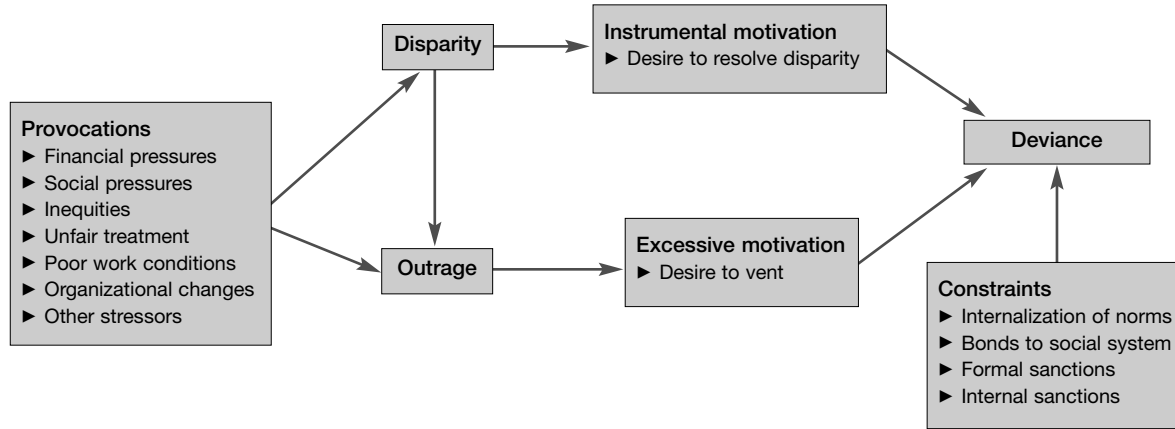 Disparity
Instrumental motivation
► Desire to resolve disparity
Provocations
► Financial pressures
► Social pressures
► Inequities
► Unfair treatment
► Poor work conditions
► Organizational changes
► Other stressors
Deviance
Outrage
Excessive motivation
► Desire to vent
Constraints
► Internalization of norms
► Bonds to social system
► Formal sanctions
► Internal sanctions